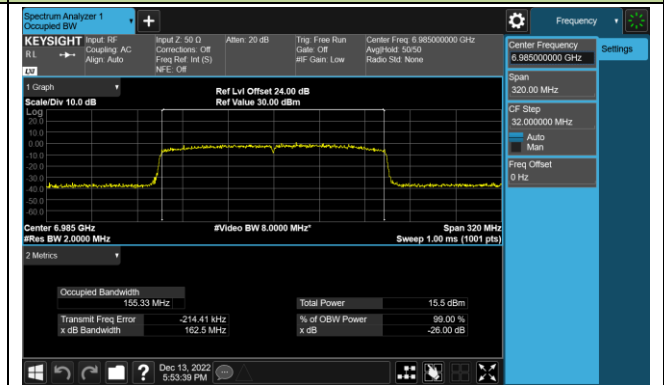 Spectrum Analyzer 1
Occupied BW
+
Frequency
KEYSIGHT
RL
Input: RF
Coupling: AC
Align: Auto
Input Z: 50 Ω
Corrections: Off
Freq Ref: Int (S)
NFE: Off
Atten: 20 dB
Trig: Free Run
Gate: Off
#IF Gain: Low
Center Freq: 6.985000000 GHz
Avg|Hold: 50/50
Radio Std: None
Center Frequency
6.985000000 GHz
Settings
Span
320.00 MHz
CF Step
32.000000 MHz
Auto
Man
Freq Offset
0 Hz
1 Graph
Scale/Div 10.0 dB
Ref Lvl Offset 24.00 dB
Ref Value 30.00 dBm
Log
20.0
10.0
0.00
-10.0
-20.0
-30.0
-40.0
-50.0
-60.0
Center 6.985 GHz
#Res BW 2.0000 MHz
#Video BW 8.0000 MHz*
Span 320 MHz
Sweep 1.00 ms (1001 pts)
2 Metrics
Occupied Bandwidth
155.33 MHz
Total Power 15.5 dBm
Transmit Freq Error -214.41 kHz
% of OBW Power 99.00 %
x dB Bandwidth 162.5 MHz
x dB -26.00 dB
?
Dec 13, 2022
5:53:39 PM